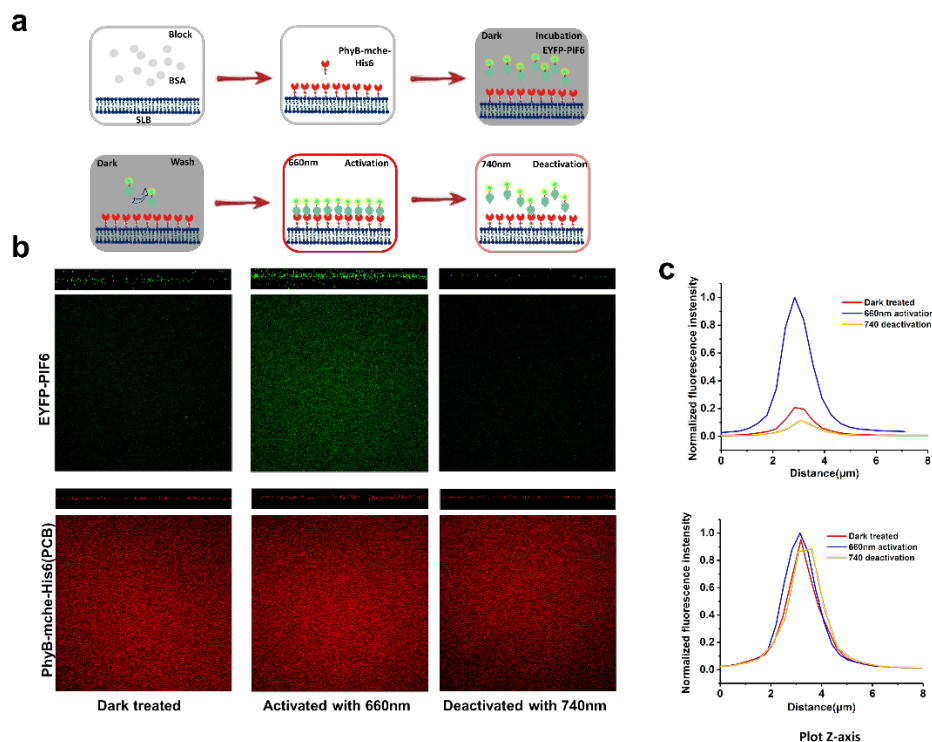 a
Block
BSA
SLB
PhyB-mche-
His6
Dark Incubation
EYFP-PIF6
Dark Wash
660nm Activation
740nm Deactivation
b
EYFP-PIF6
PhyB-mche-His6(PCB)
Dark treated
Activated with 660nm
Deactivated with 740nm
c
Normalized fluorescence instensity
1.0
0.8
0.6
0.4
0.2
0.0
Dark treated
660nm activation
740 deactivation
0 2 4 6 8
Distance(μm)
Normalized fluorescence instensity
1.0
0.8
0.6
0.4
0.2
0.0
Dark treated
660nm activation
740 deactivation
0 2 4 6 8
Distance(μm)
Plot Z-axis